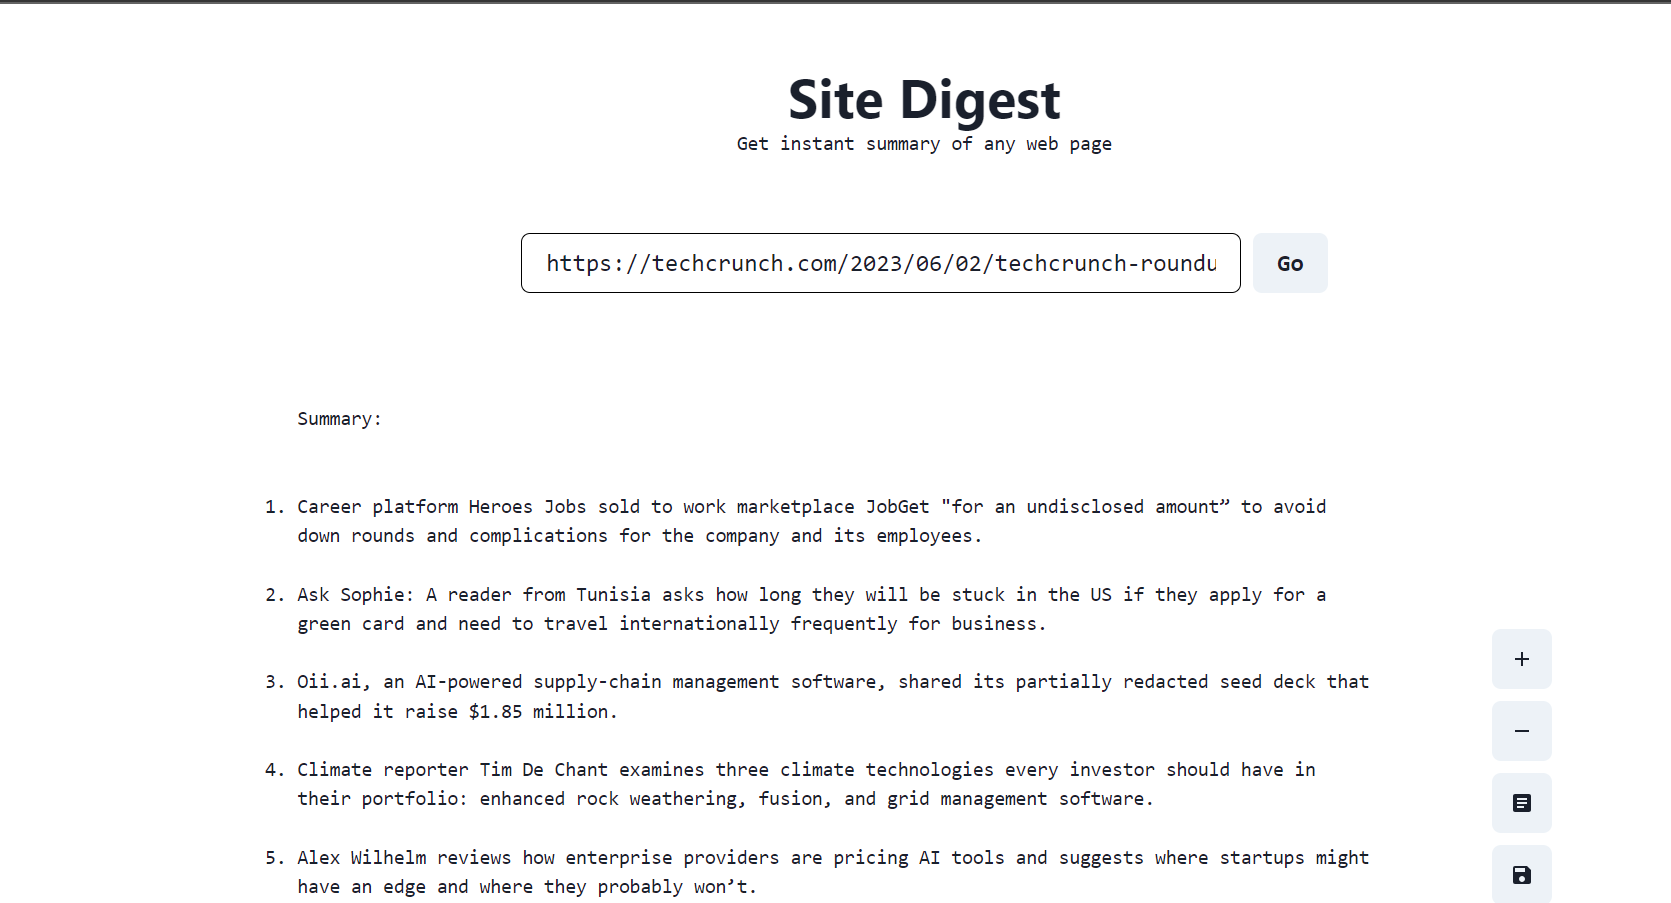 Site Digest
Get instant summary of any web page
https://techcrunch.com/2023/06/02/techcrunch-roundu
Go
Summary:
1. Career platform Heroes Jobs sold to work marketplace JobGet "for an undisclosed amount” to avoid
down rounds and complications for the company and its employees.
2. Ask Sophie: A reader from Tunisia asks how long they will be stuck in the US if they apply for a
green card and need to travel internationally frequently for business.
3. Oii.ai, an AI-powered supply-chain management software, shared its partially redacted seed deck that
helped it raise $1.85 million.
4. Climate reporter Tim De Chant examines three climate technologies every investor should have in
their portfolio: enhanced rock weathering, fusion, and grid management software.
5. Alex Wilhelm reviews how enterprise providers are pricing AI tools and suggests where startups might
have an edge and where they probably won’t.